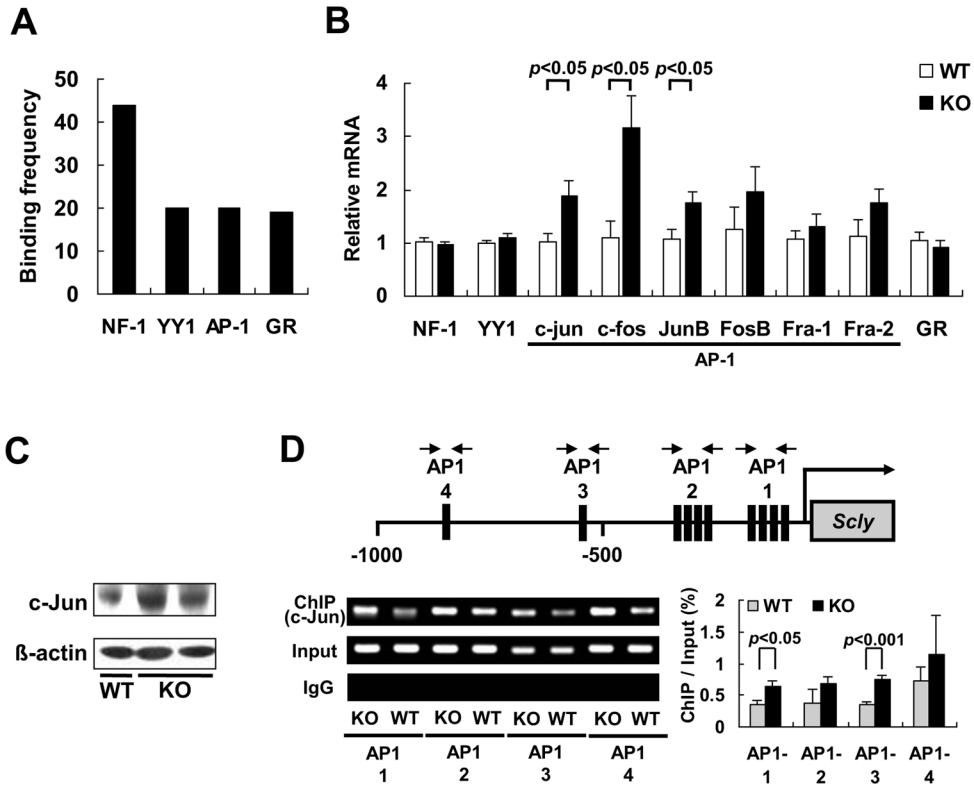 A
Binding frequency
50
40
30
20
10
0
NF-1 YY1 AP-1 GR
B
Relative mRNA
4
3
2
1
0
p<0.05 p<0.05 p<0.05
WT
KO
NF-1 YY1 c-jun c-fos JunB FosB Fra-1 Fra-2 GR
AP-1
C
c-Jun
ß-actin
WT KO
D
AP1 AP1 AP1 AP1
4 3 2 1
Scly
-1000 -500
ChIP
(c-Jun)
Input
IgG
KO WT KO WT KO WT KO WT
AP1 AP1 AP1 AP1
1 2 3 4
ChIP / Input (%)
2
1.5
1
0.5
0
WT KO
p<0.05 p<0.001
AP1- AP1- AP1- AP1-
1 2 3 4